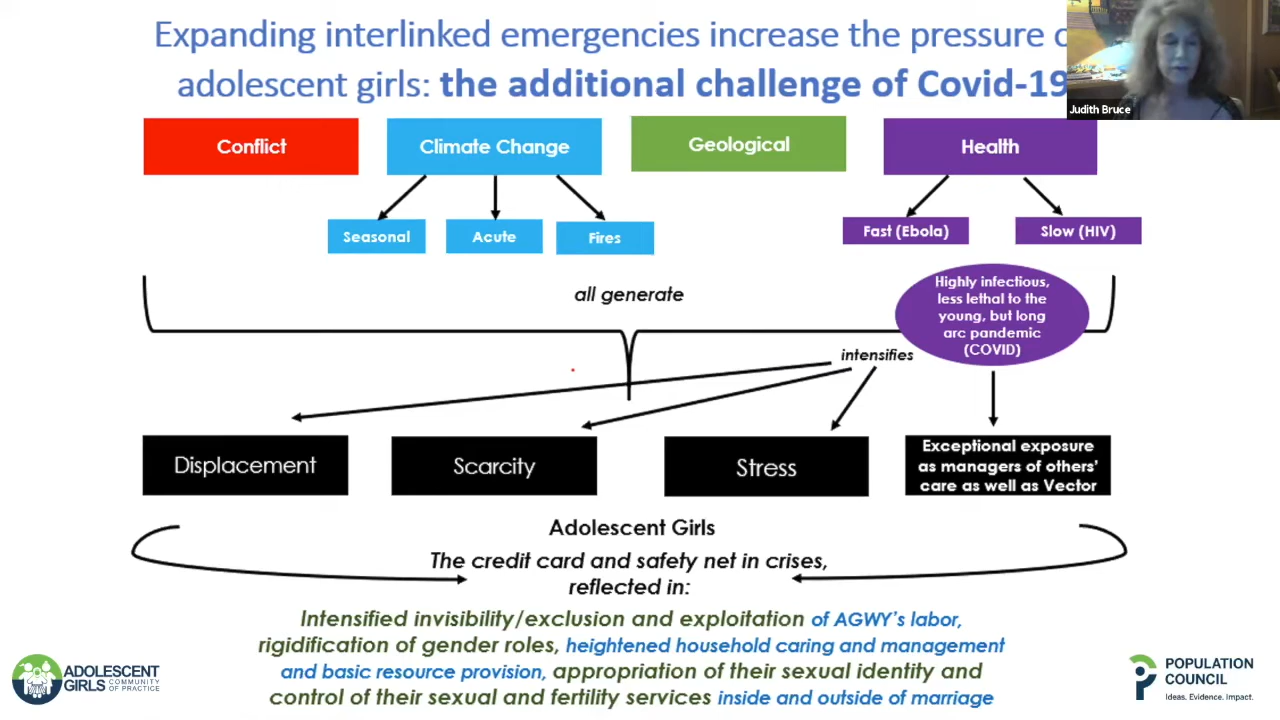 Expanding interlinked emergencies increase the pressure
adolescent girls: the additional challenge of Covid-19
Judith Bruce
Conflict
Climate Change
Geological
Health
Seasonal
Acute
Fires
Fast (Ebola)
Slow (HIV)
all generate
Highly infectious,
less lethal to the
young, but long
arc pandemic
(COVID)
intensifies
Displacement
Scarcity
Stress
Exceptional exposure
as managers of others'
care as well as Vector
Adolescent Girls
The credit card and safety net in crises,
reflected in:
Intensified invisibility/exclusion and exploitation of AGWY's labor,
rigidification of gender roles, heightened household caring and management
and basic resource provision, appropriation of their sexual identity and
control of their sexual and fertility services inside and outside of marriage
ADOLESCENT
GIRLS COMMUNITY
OF PRACTICE
POPULATION
COUNCIL
Ideas. Evidence. Impact.